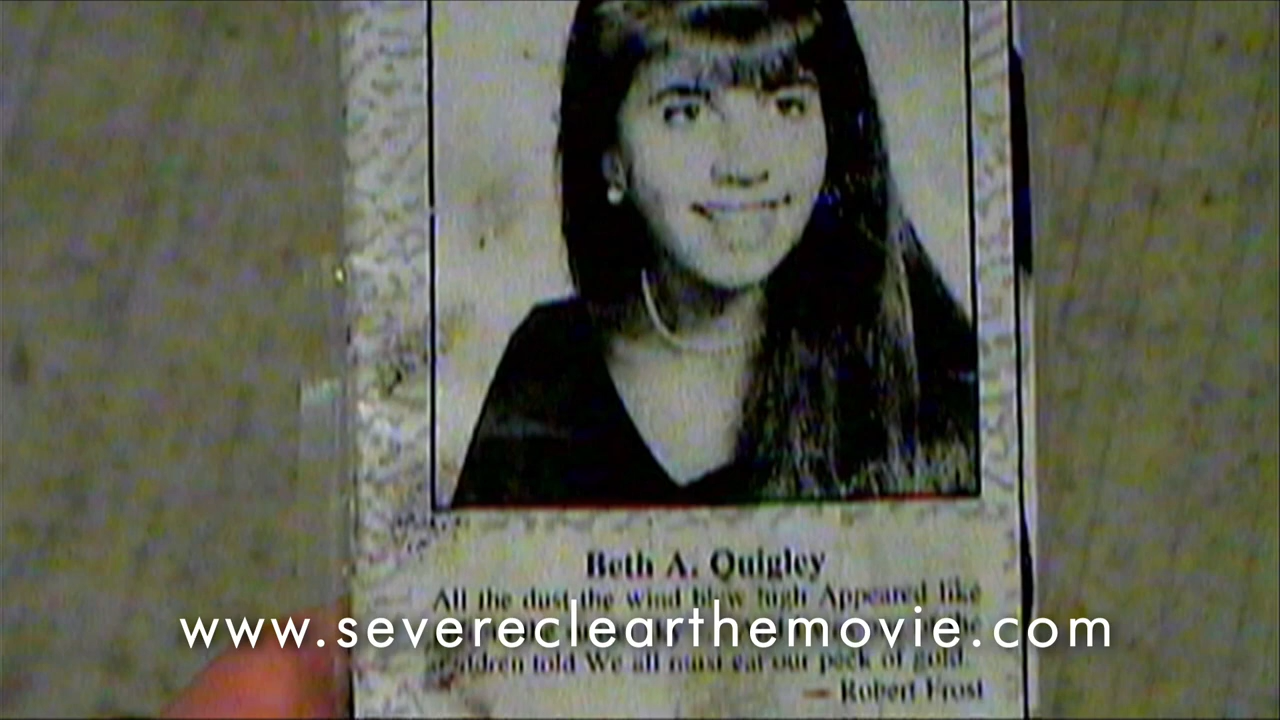 Beth A. Quigley
All the dust the wind blew high Appeared like
www.severeclearthemovie.com
children told We all must eat our peck of gold.
— Robert Frost